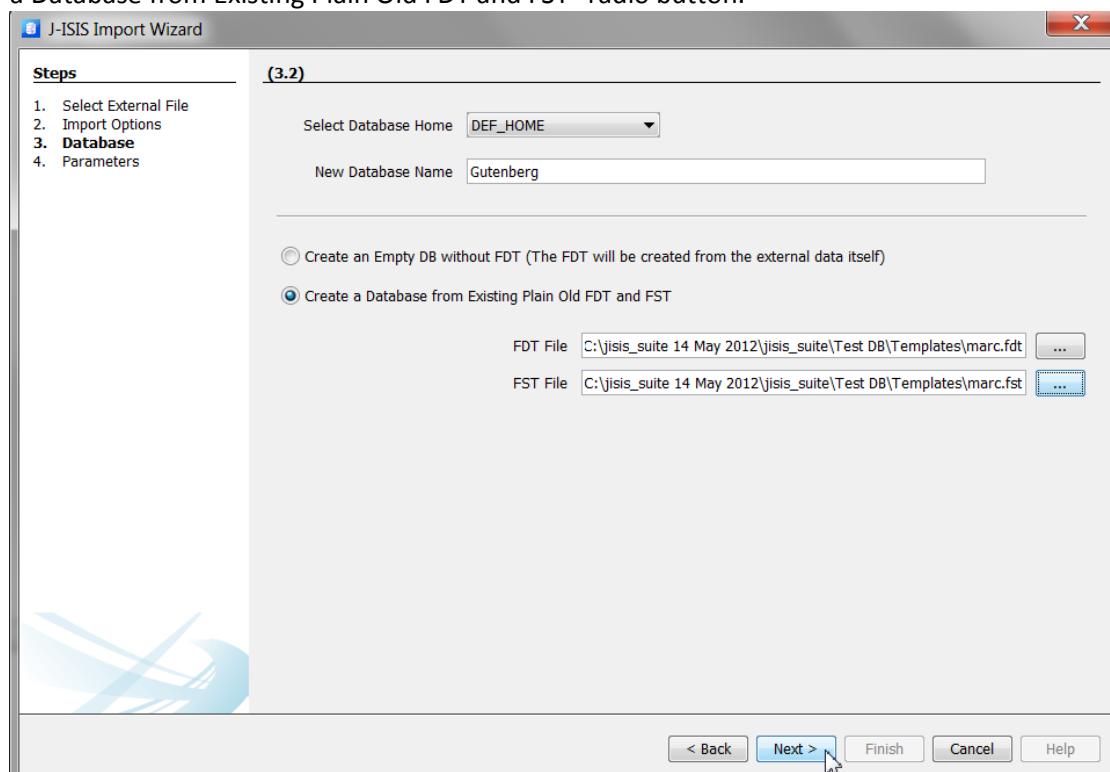 a Database from Existing Plain Old FDT and FST" radio button.
J-ISIS Import Wizard
Steps
1. Select External File
2. Import Options
3. Database
4. Parameters
(3.2)
Select Database Home DEF_HOME
New Database Name Gutenberg
Create an Empty DB without FDT (The FDT will be created from the external data itself)
Create a Database from Existing Plain Old FDT and FST
FDT File C:\jisis_suite 14 May 2012\jisis_suite\Test DB\Templates\marc.fdt ...
FST File C:\jisis_suite 14 May 2012\jisis_suite\Test DB\Templates\marc.fst ...
< Back Next > Finish Cancel Help